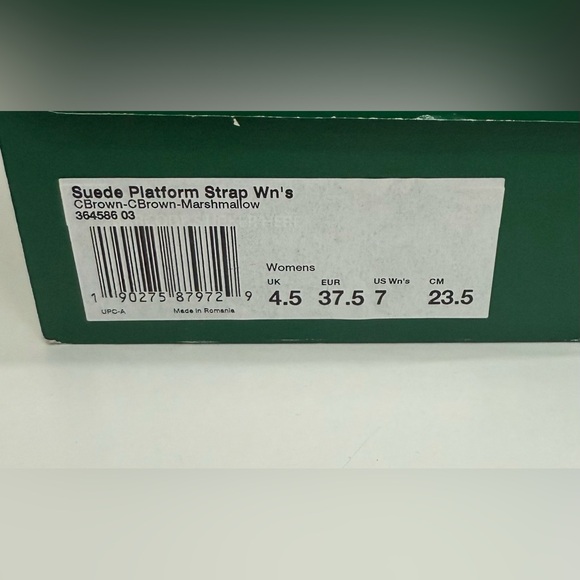 Suede Platform Strap Wn's
CBrown-CBrown-Marshmallow
364586 03
1 90275 87972 9
UPC-A Made in Romania
Womens
UK EUR US Wn's CM
4.5 37.5 7 23.5